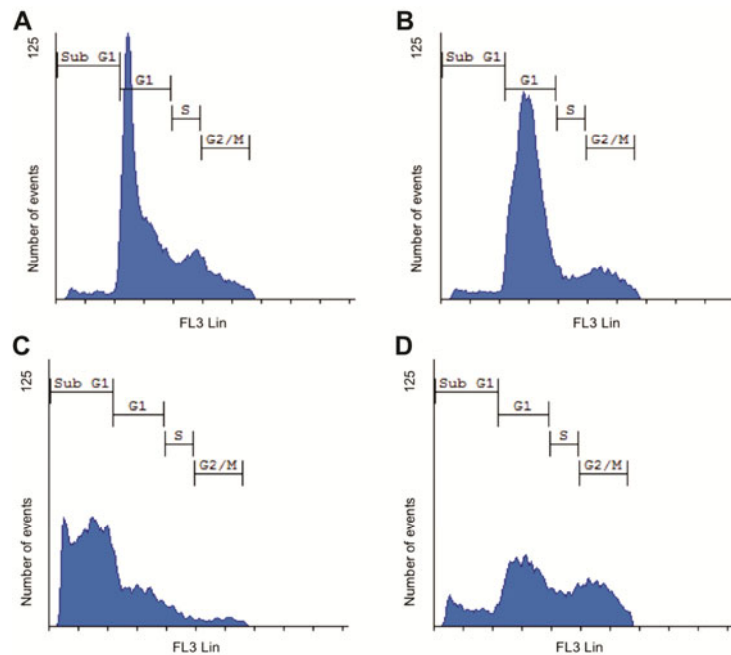 A
125
Sub G1
G1
S
G2/M
Number of events
FL3 Lin
B
125
Sub G1
G1
S
G2/M
Number of events
FL3 Lin
C
125
Sub G1
G1
S
G2/M
Number of events
FL3 Lin
D
125
Sub G1
G1
S
G2/M
Number of events
FL3 Lin